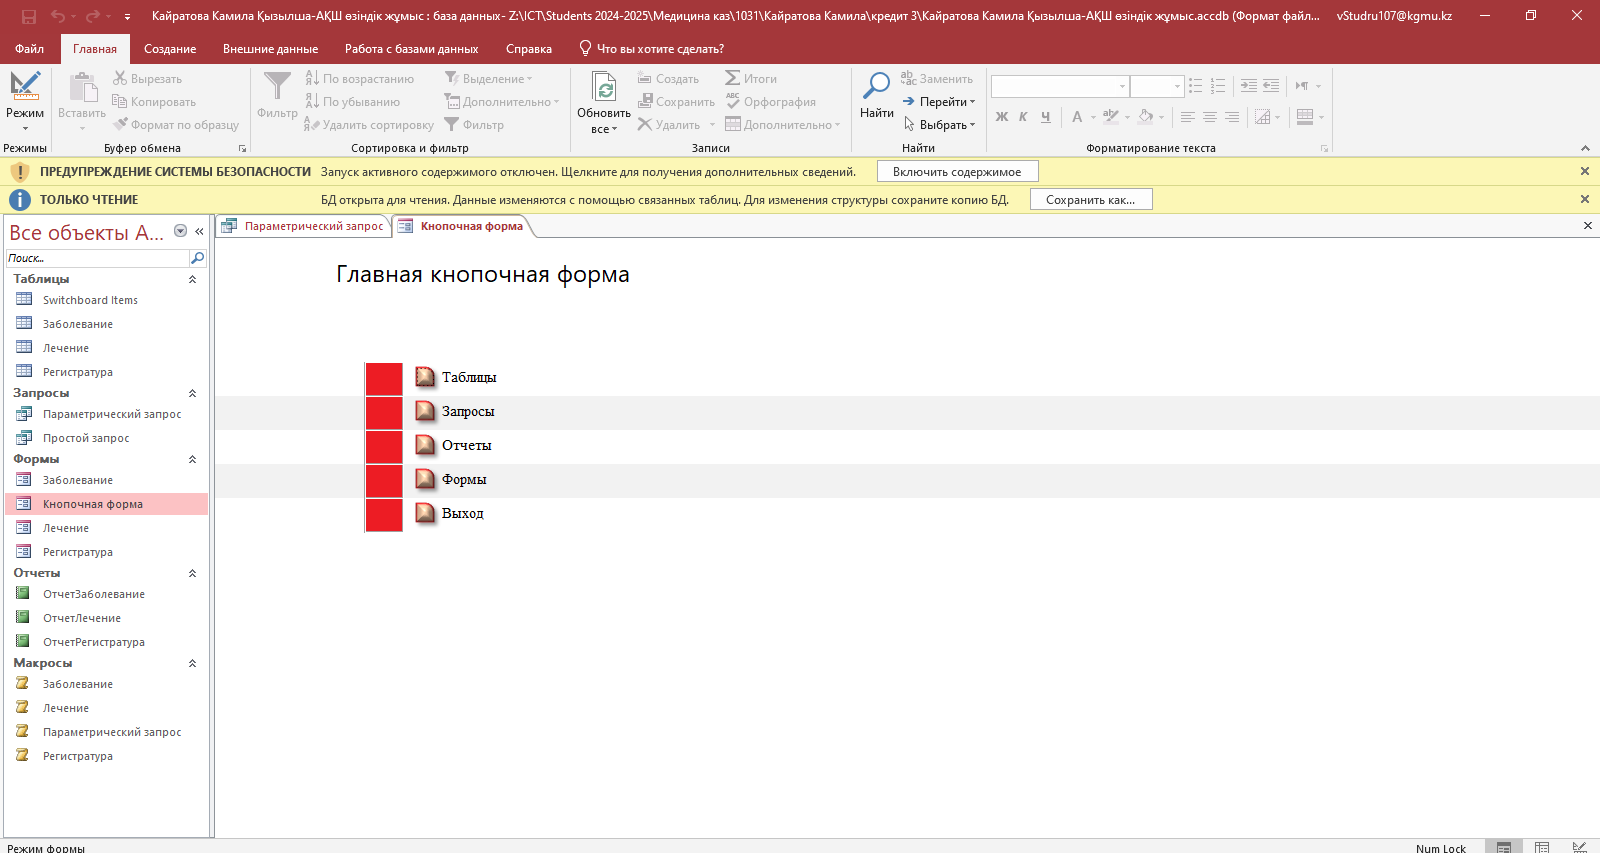 Кайратова Камила Қызылша-АҚШ өзіндік жұмыс : база данных- Z:\ICT\Students 2024-2025\Медицина каз\1031\Кайратова Камила\кредит 3\Кайратова Камила Қызылша-АҚШ өзіндік жұмыс.accdb (Формат файл... vStudru107@kgmu.kz
Файл Главная Создание Внешние данные Работа с базами данных Справка Что вы хотите сделать?
Режим
Режимы
Вставить
Вырезать
Копировать
Формат по образцу
Буфер обмена
Фильтр
По возрастанию
По убыванию
Удалить сортировку
Выделение
Дополнительно
Фильтр
Сортировка и фильтр
Обновить
все
Создать
Сохранить
Удалить
Итоги
Орфография
Дополнительно
Записи
Найти
Заменить
Перейти
Выбрать
Найти
Ж К Ч А
Форматирование текста
ПРЕДУПРЕЖДЕНИЕ СИСТЕМЫ БЕЗОПАСНОСТИ Запуск активного содержимого отключен. Щелкните для получения дополнительных сведений. Включить содержимое
ТОЛЬКО ЧТЕНИЕ БД открыта для чтения. Данные изменяются с помощью связанных таблиц. Для изменения структуры сохраните копию БД. Сохранить как...
Все объекты A...
Поиск...
Таблицы
Switchboard Items
Заболевание
Лечение
Регистратура
Запросы
Параметрический запрос
Простой запрос
Формы
Заболевание
Кнопочная форма
Лечение
Регистратура
Отчеты
ОтчетЗаболевание
ОтчетЛечение
ОтчетРегистратура
Макросы
Заболевание
Лечение
Параметрический запрос
Регистратура
Параметрический запрос Кнопочная форма
Главная кнопочная форма
Таблицы
Запросы
Отчеты
Формы
Выход
Режим формы Num Lock